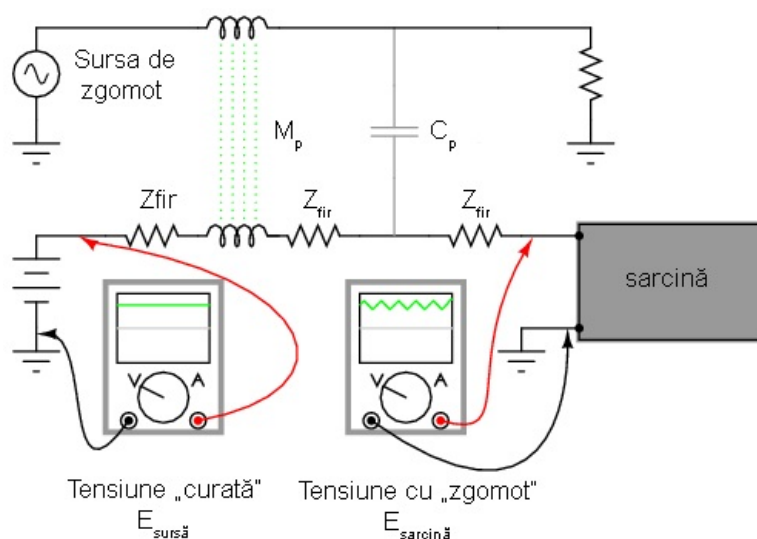 Sursa de
zgomot
Mp
Cp
Zfir
Zfir
Zfir
sarcină
V A
V A
Tensiune „curată"
Esursă
Tensiune cu „zgomot"
Esarcină